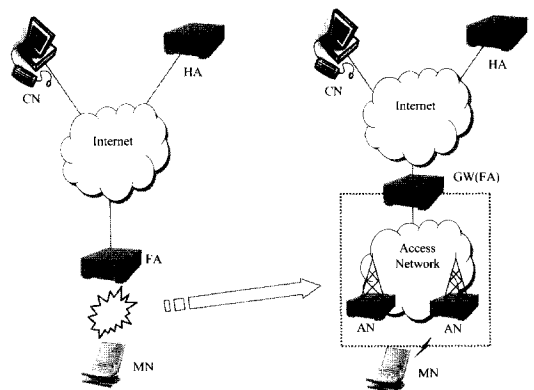 CN
HA
Internet
FA
MN
CN
HA
Internet
GW(FA)
Access
Network
AN
AN
MN